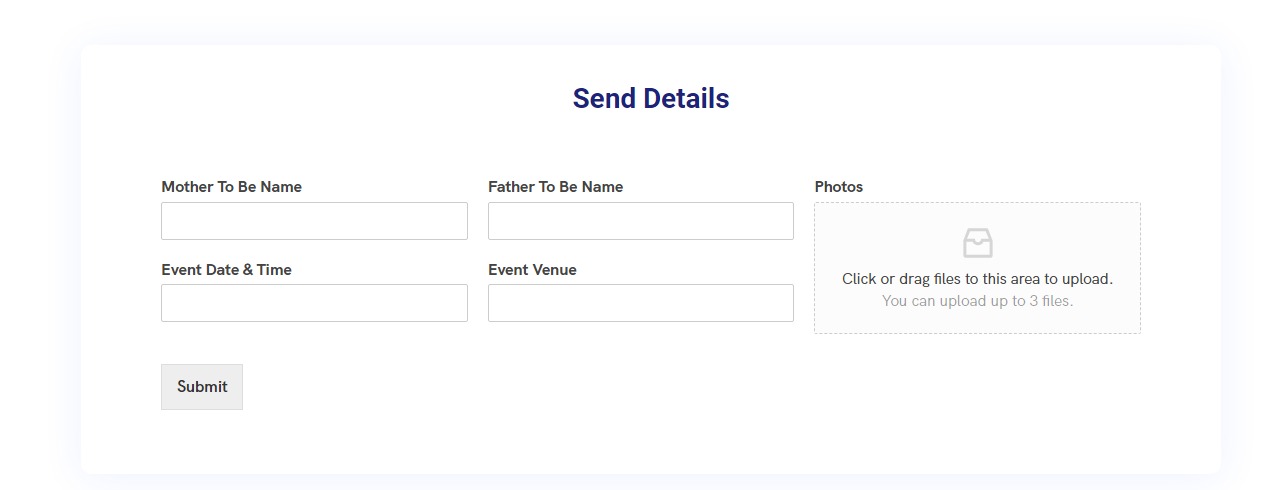 Send Details
Mother To Be Name
Father To Be Name
Photos
Event Date & Time
Event Venue
Click or drag files to this area to upload.
You can upload up to 3 files.
Submit